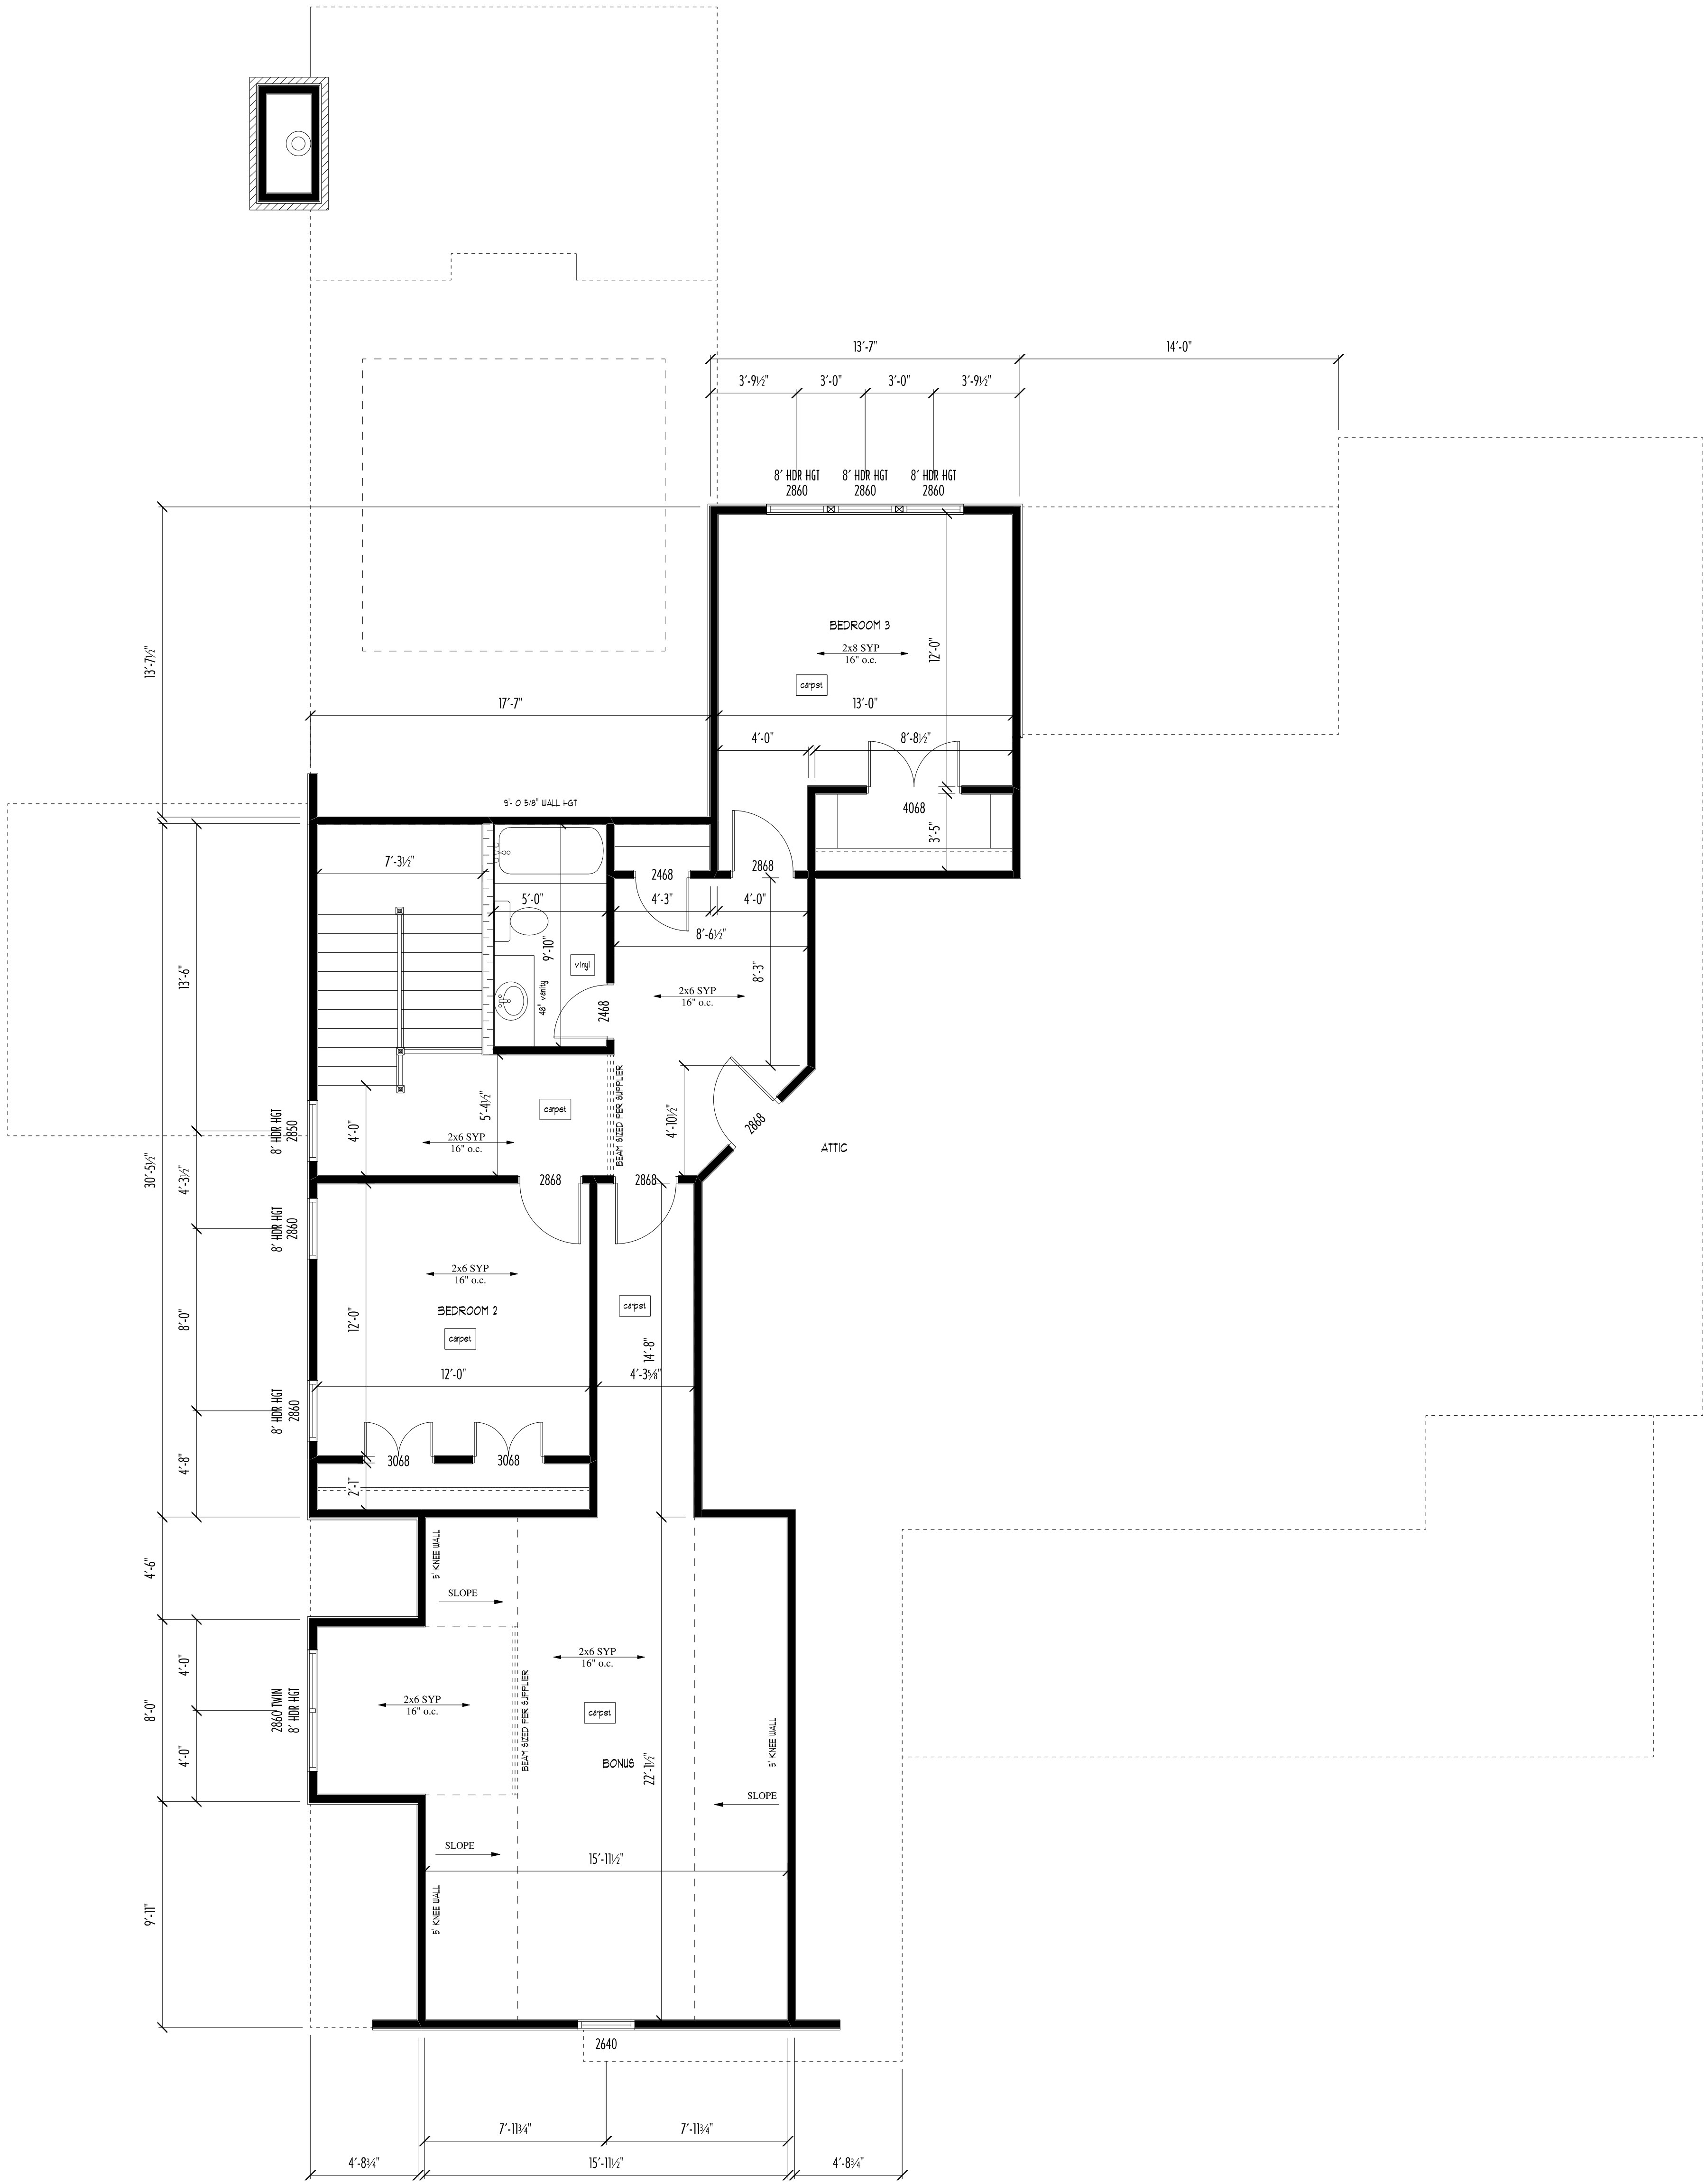 13'-7"
14'-0"
3'-9½"
3'-0"
3'-0"
3'-9½"
8' HDR HGT
2860
8' HDR HGT
2860
8' HDR HGT
2860
BEDROOM 3
2x8 SYP
16" o.c.
12'-0"
carpet
13'-7½"
17'-7"
13'-0"
4'-0"
8'-8½"
9'- 0 5/8" WALL HGT
4068
3'-5"
7'-3½"
2468
2868
5'-0"
4'-3"
4'-0"
8'-6½"
9'-10"
vinyl
8'-3"
13'-6"
48" vanity
2468
2x6 SYP
16" o.c.
BEAM SIZED PER SUPPLIER
5'-4½"
carpet
4'-0"
4'-10½"
2868
8' HDR HGT
2850
2x6 SYP
16" o.c.
ATTIC
30'-5½"
4'-3½"
2868
2868
8' HDR HGT
2860
2x6 SYP
16" o.c.
BEDROOM 2
carpet
carpet
12'-0"
8'-0"
14'-8"
12'-0"
4'-3⅝"
8' HDR HGT
2860
3068
3068
4'-8"
2'-1"
5' KNEE WALL
4'-6"
SLOPE
2x6 SYP
16" o.c.
4'-0"
8'-0"
4'-0"
2860 TWIN
8' HDR HGT
2x6 SYP
16" o.c.
BEAM SIZED PER SUPPLIER
carpet
BONUS
22'-1½"
5' KNEE WALL
SLOPE
SLOPE
15'-11½"
5' KNEE WALL
9'-11"
2640
7'-11¾"
7'-11¾"
4'-8¾"
15'-11½"
4'-8¾"